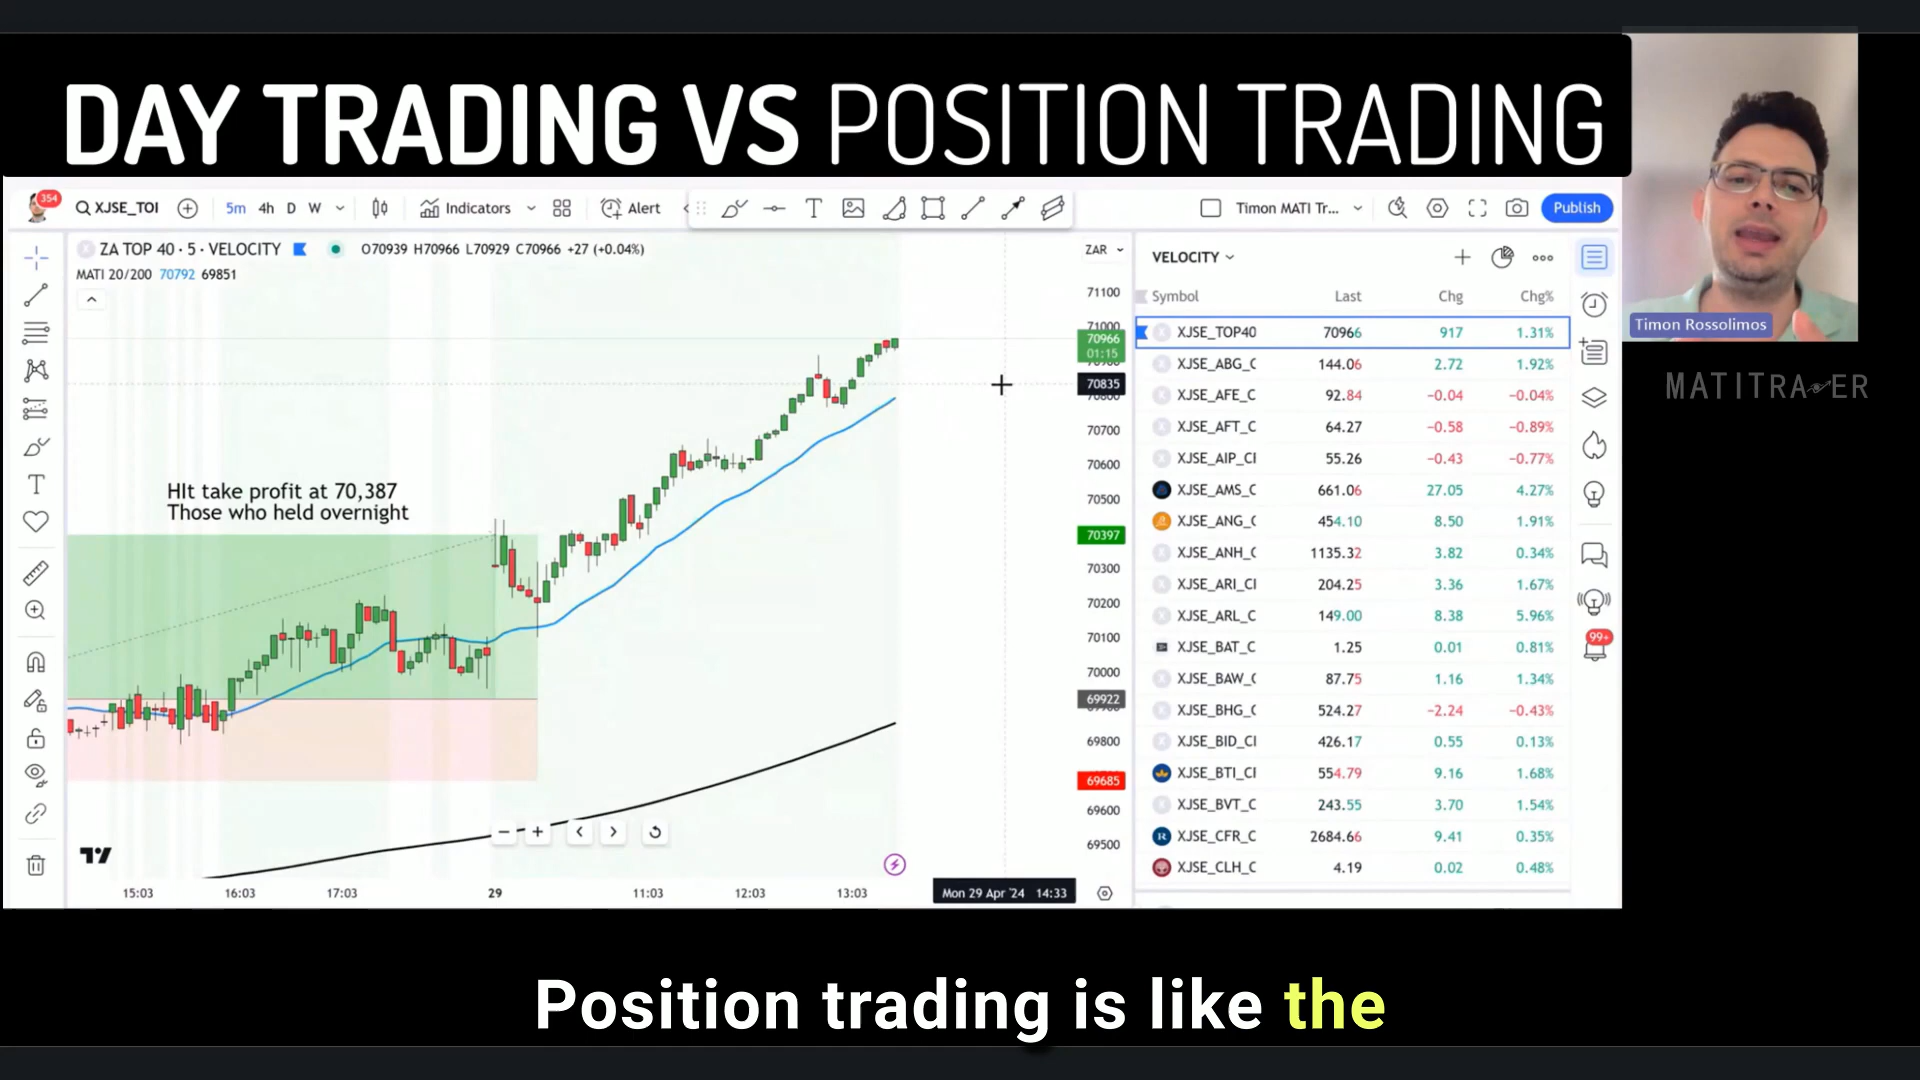 DAY TRADING VS POSITION TRADING
354
XJSE_TOI
5m 4h D W
Indicators
Alert
Timon MATI Tr...
Publish
ZA TOP 40 · 5 · VELOCITY
O70939 H70966 L70929 C70966 +27 (+0.04%)
MATI 20/200 70792 69851
ZAR
HIt take profit at 70,387
Those who held overnight
71100
71000
70966
01:15
70835
70700
70600
70500
70397
70300
70200
70100
70000
69922
69800
69685
69600
69500
15:03 16:03 17:03 29 11:03 12:03 13:03
Mon 29 Apr '24 14:33
VELOCITY
Symbol Last Chg Chg%
XJSE_TOP40 70966 917 1.31%
XJSE_ABG_C 144.06 2.72 1.92%
XJSE_AFE_C 92.84 −0.04 −0.04%
XJSE_AFT_C 64.27 −0.58 −0.89%
XJSE_AIP_CI 55.26 −0.43 −0.77%
XJSE_AMS_C 661.06 27.05 4.27%
XJSE_ANG_C 454.10 8.50 1.91%
XJSE_ANH_C 1135.32 3.82 0.34%
XJSE_ARI_CI 204.25 3.36 1.67%
XJSE_ARL_C 149.00 8.38 5.96%
XJSE_BAT_C 1.25 0.01 0.81%
XJSE_BAW_C 87.75 1.16 1.34%
XJSE_BHG_C 524.27 −2.24 −0.43%
XJSE_BID_CI 426.17 0.55 0.13%
XJSE_BTI_CI 554.79 9.16 1.68%
XJSE_BVT_C 243.55 3.70 1.54%
XJSE_CFR_C 2684.66 9.41 0.35%
XJSE_CLH_C 4.19 0.02 0.48%
99+
Timon Rossolimos
MATITRADER
Position trading is like the